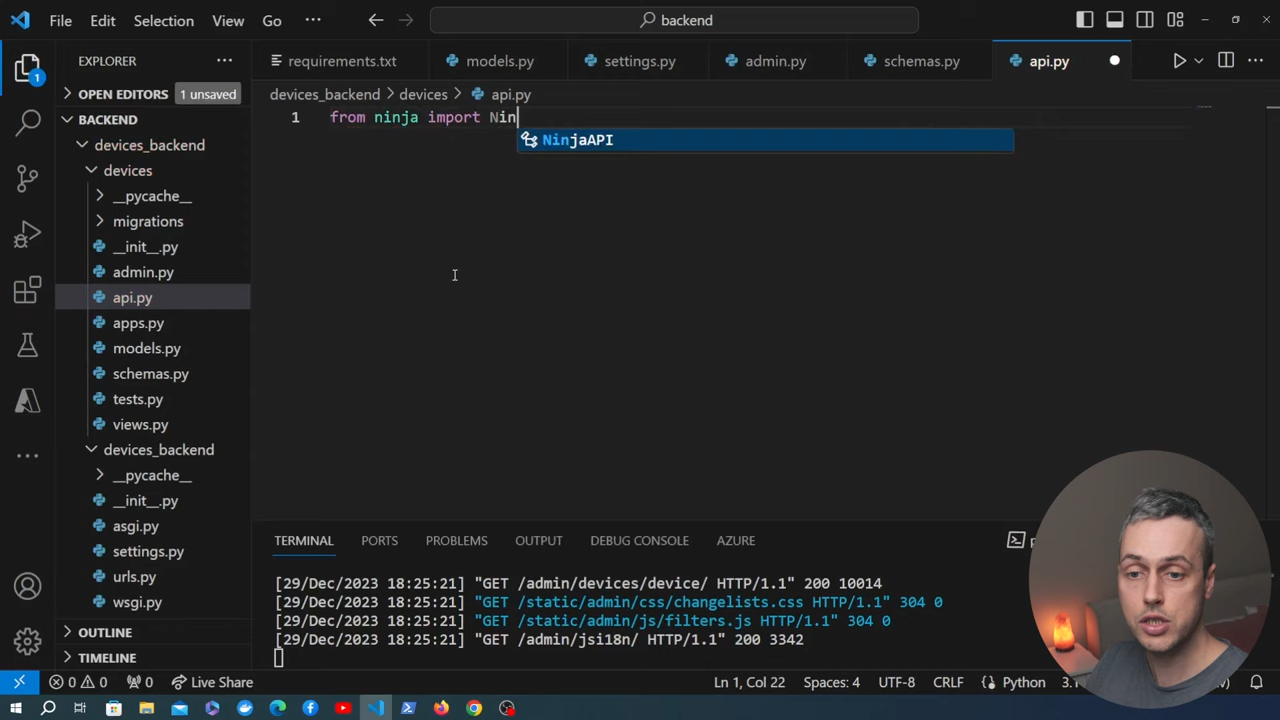 File Edit Selection View Go ··· backend
EXPLORER ···
requirements.txt models.py settings.py admin.py schemas.py api.py ···
OPEN EDITORS 1 unsaved
devices_backend > devices > api.py
1 from ninja import Nin
NinjaAPI
BACKEND
devices_backend
devices
__pycache__
migrations
__init__.py
admin.py
api.py
apps.py
models.py
schemas.py
tests.py
views.py
devices_backend
__pycache__
__init__.py
asgi.py
settings.py
urls.py
wsgi.py
OUTLINE
TIMELINE
1
TERMINAL PORTS PROBLEMS OUTPUT DEBUG CONSOLE AZURE
[29/Dec/2023 18:25:21] "GET /admin/devices/device/ HTTP/1.1" 200 10014
[29/Dec/2023 18:25:21] "GET /static/admin/css/changelists.css HTTP/1.1" 304 0
[29/Dec/2023 18:25:21] "GET /static/admin/js/filters.js HTTP/1.1" 304 0
[29/Dec/2023 18:25:21] "GET /admin/jsi18n/ HTTP/1.1" 200 3342
0 0 0 Live Share Ln 1, Col 22 Spaces: 4 UTF-8 CRLF Python